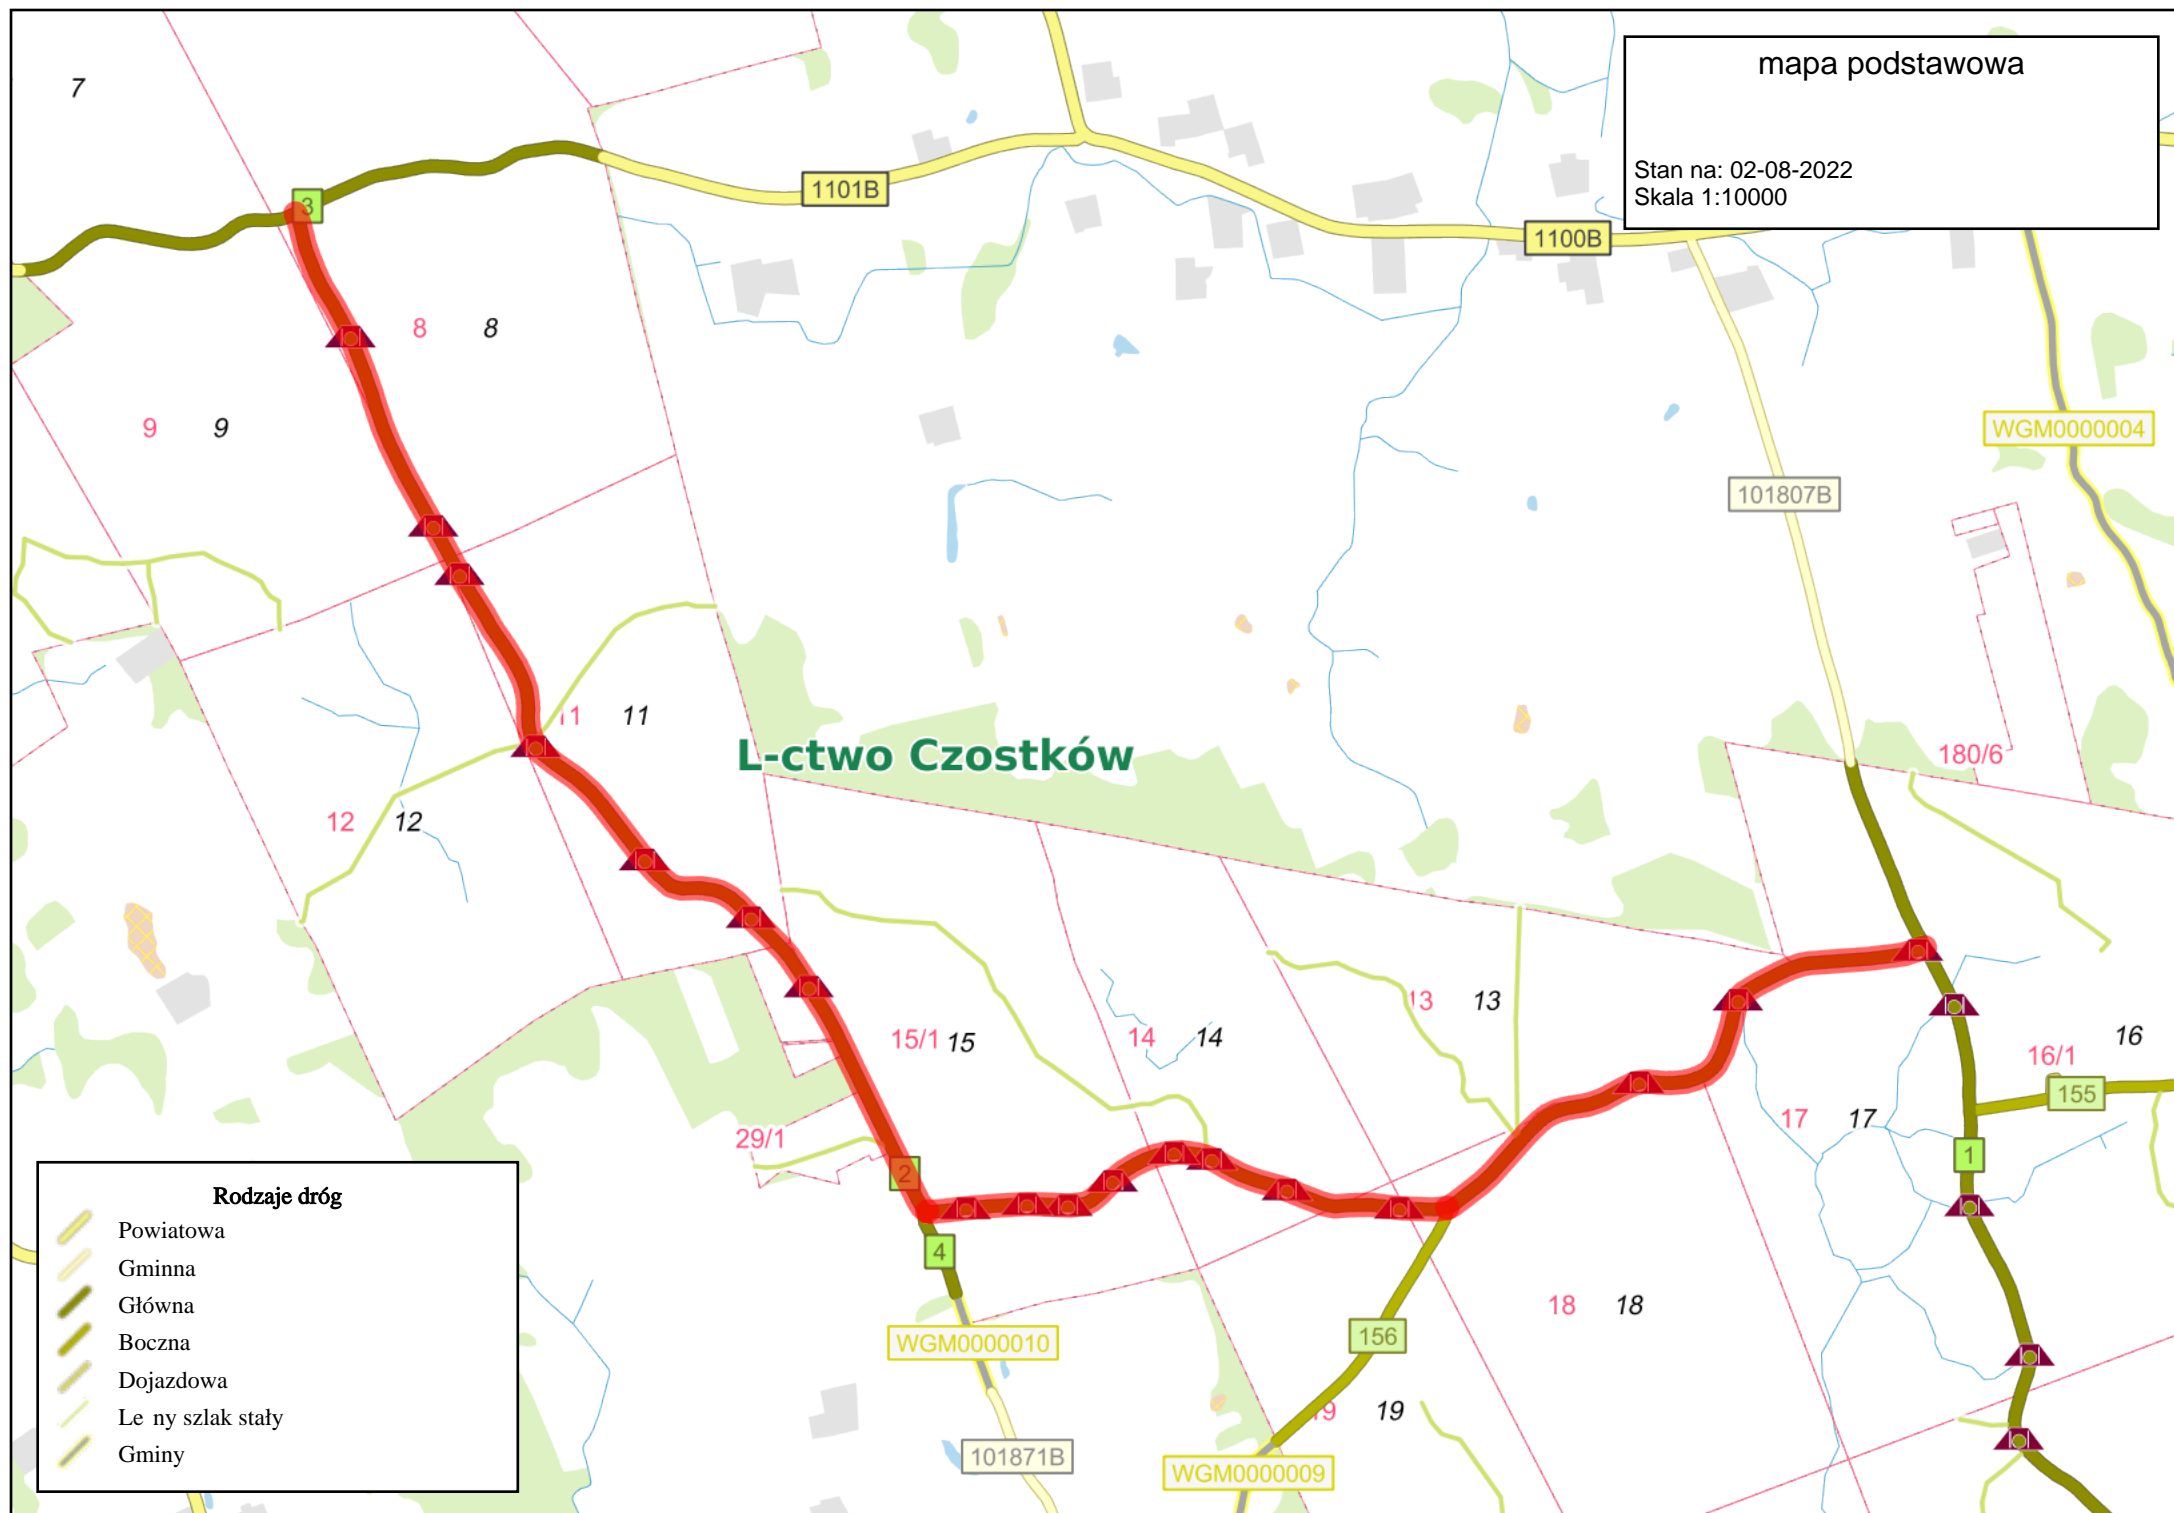 mapa podstawowa
Stan na: 02-08-2022
Skala 1:10000
7
3
1101B
1100B
8 8
9 9
WGM0000004
101807B
11 11
L-ctwo Czostków
180/6
12 12
13 13
15/1 15
14 14
16
16/1
155
17 17
29/1
1
2
4
18 18
156
WGM0000010
19 19
101871B
WGM0000009
Rodzaje dróg
Powiatowa
Gminna
Główna
Boczna
Dojazdowa
Le ny szlak stały
Gminy